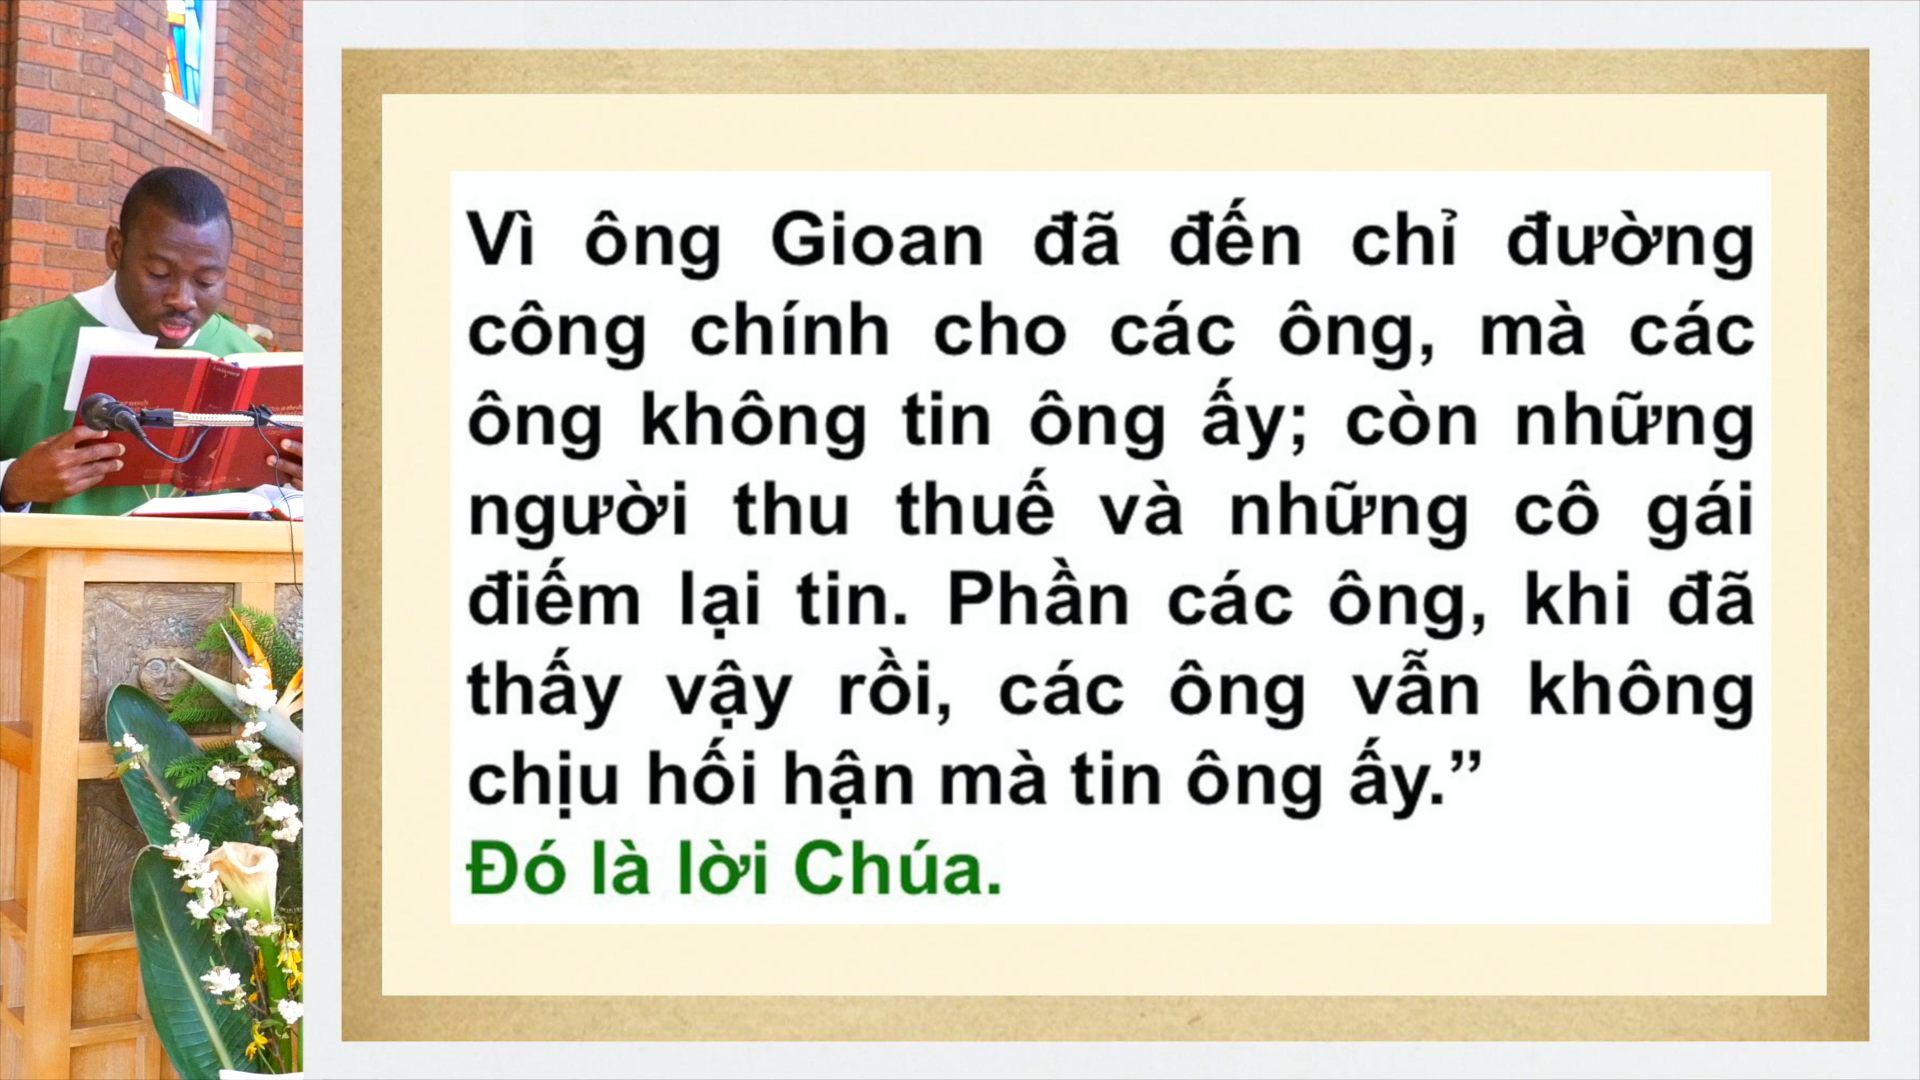 Vì ông Gioan đã đến chỉ đường
công chính cho các ông, mà các
ông không tin ông ấy; còn những
người thu thuế và những cô gái
điếm lại tin. Phần các ông, khi đã
thấy vậy rồi, các ông vẫn không
chịu hối hận mà tin ông ấy.”
Đó là lời Chúa.